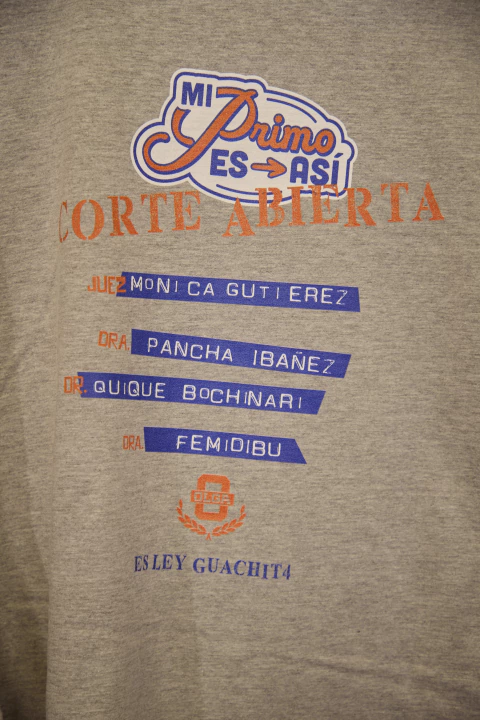 MI
Primo
ES → ASÍ
CORTE ABIERTA
JUEZ MONICA GUTIEREZ
DRA. PANCHA IBAÑEZ
DR. QUIQUE BOCHINARI
DRA. FEMIDIBU
OLGA
ES LEY GUACHIT4